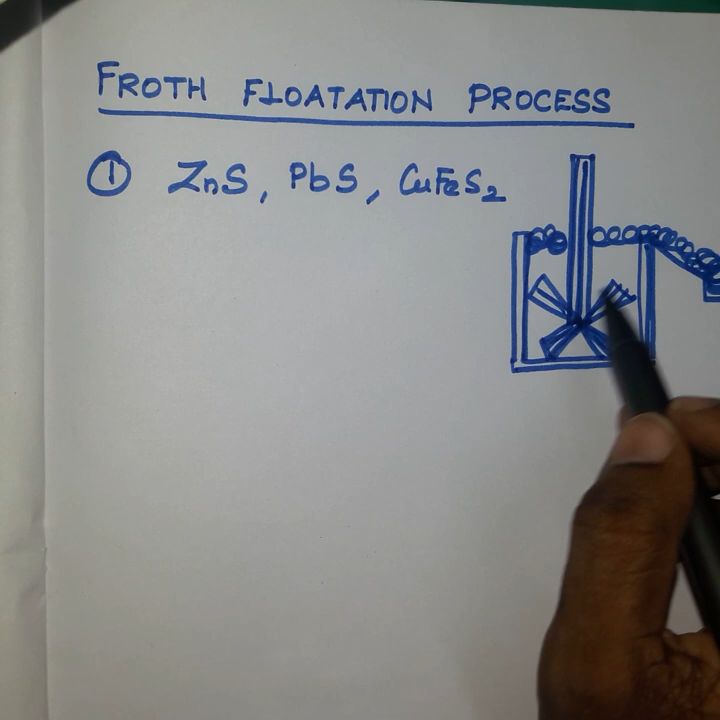 FROTH FLOATATION PROCESS
① ZnS, PbS, CuFeS₂